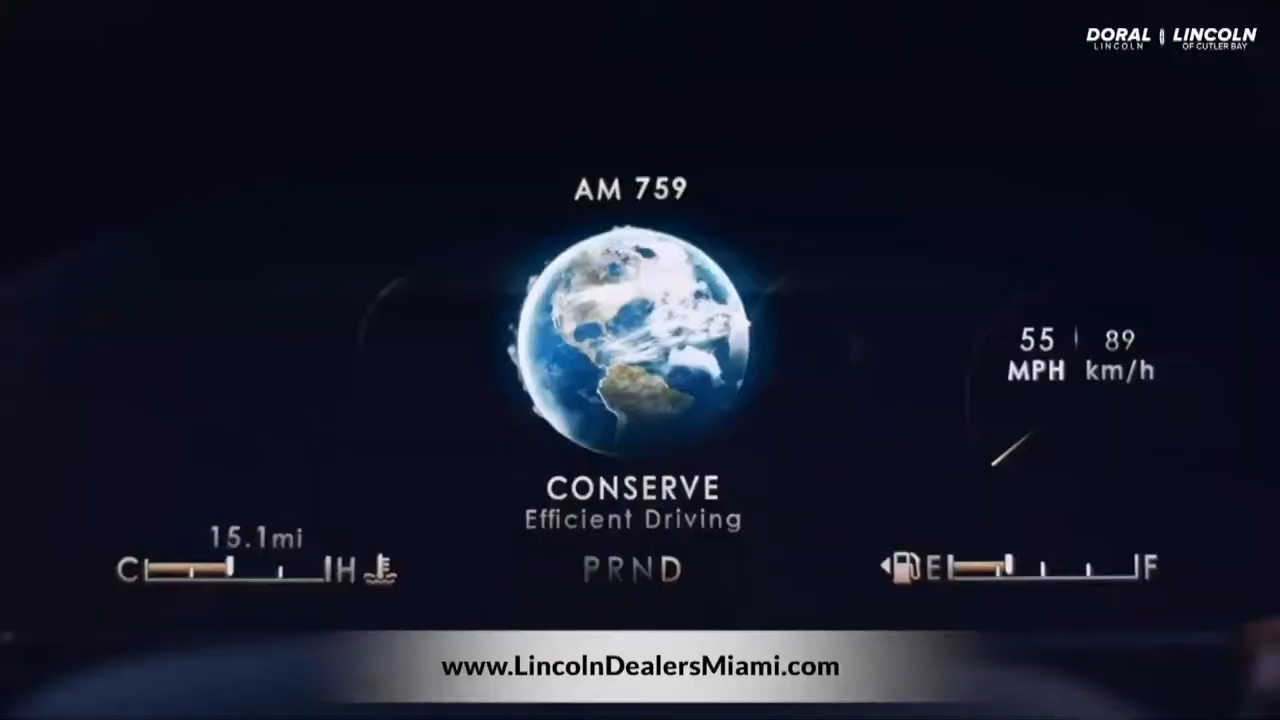 DORAL LINCOLN
LINCOLN OF CUTLER BAY
AM 759
55 89
MPH km/h
CONSERVE
Efficient Driving
15.1mi
C H
PRND
E F
www.LincolnDealersMiami.com